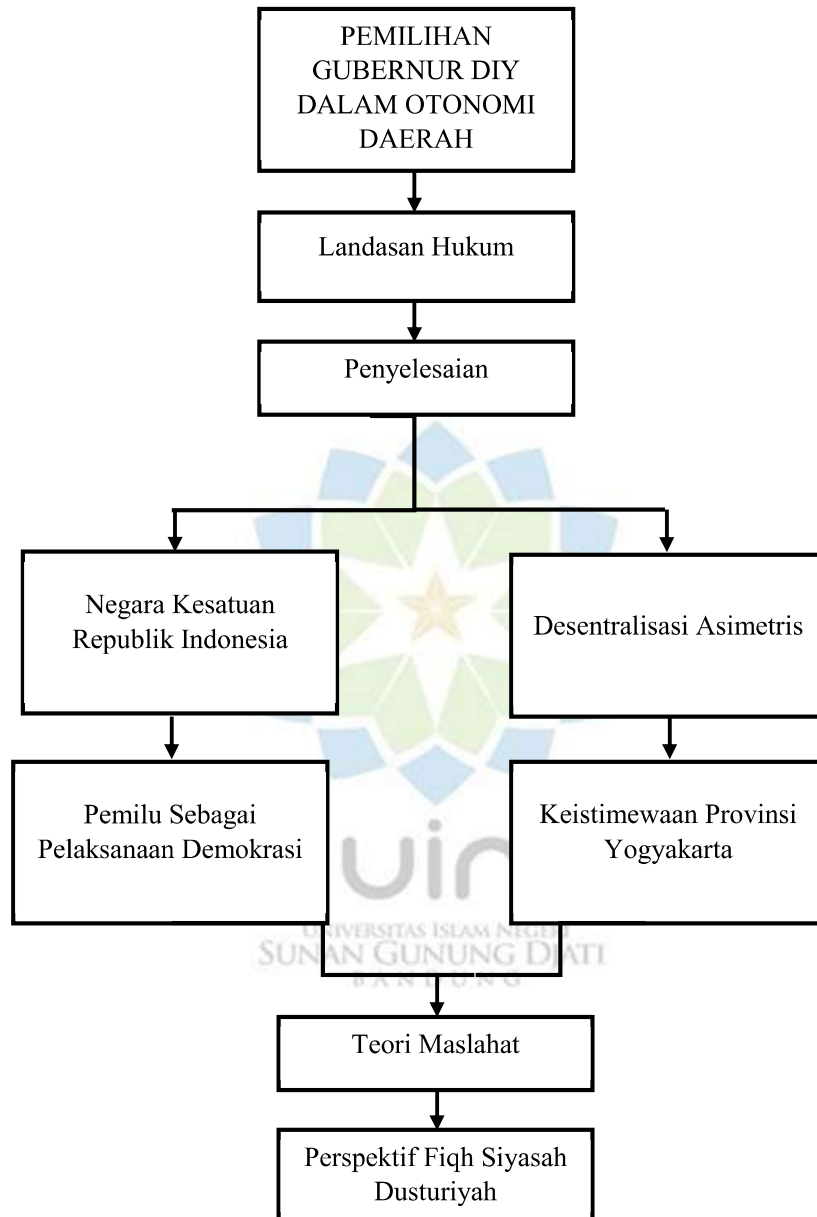 PEMILIHAN
GUBERNUR DIY
DALAM OTONOMI
DAERAH
Landasan Hukum
Penyelesaian
Negara Kesatuan
Republik Indonesia
Desentralisasi Asimetris
Pemilu Sebagai
Pelaksanaan Demokrasi
Keistimewaan Provinsi
Yogyakarta
uin
UNIVERSITAS ISLAM NEGERI
SUNAN GUNUNG DJATI
BANDUNG
Teori Maslahat
Perspektif Fiqh Siyasah
Dusturiyah